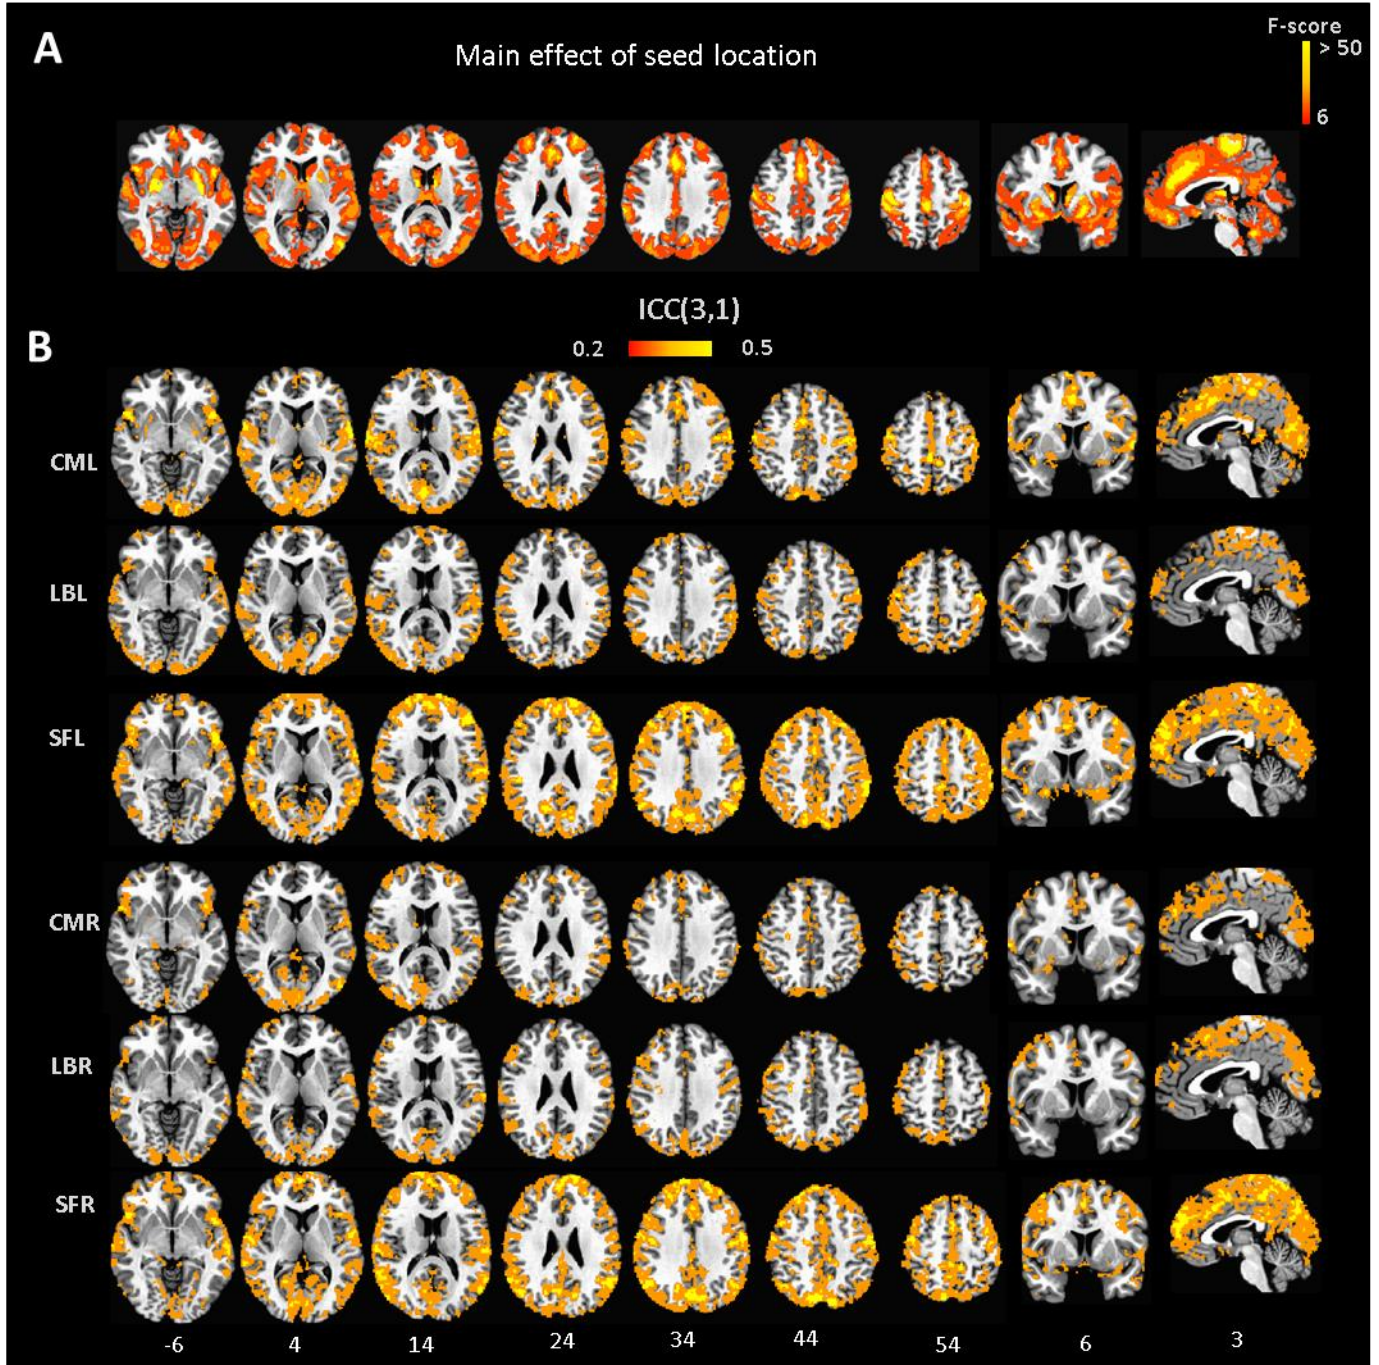 A
Main effect of seed location
F-score
> 50
6
ICC(3,1)
B
0.2 0.5
CML
LBL
SFL
CMR
LBR
SFR
-6 4 14 24 34 44 54 6 3